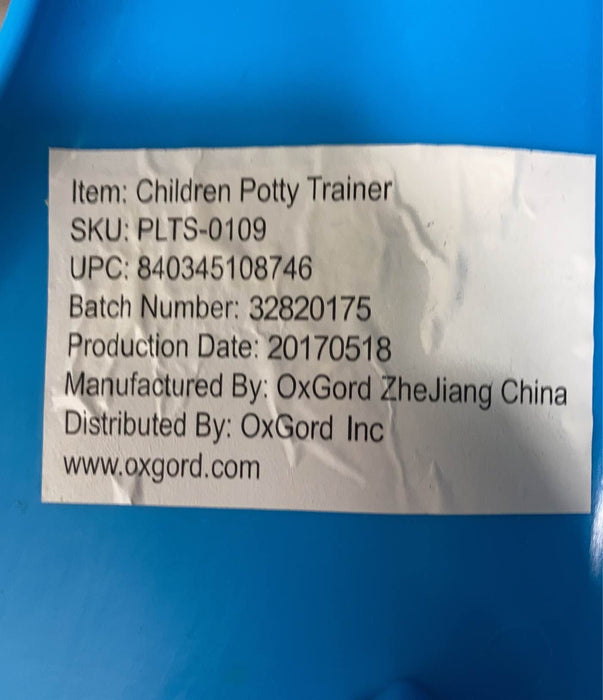 Item: Children Potty Trainer
SKU: PLTS-0109
UPC: 840345108746
Batch Number: 32820175
Production Date: 20170518
Manufactured By: OxGord ZheJiang China
Distributed By: OxGord Inc
www.oxgord.com